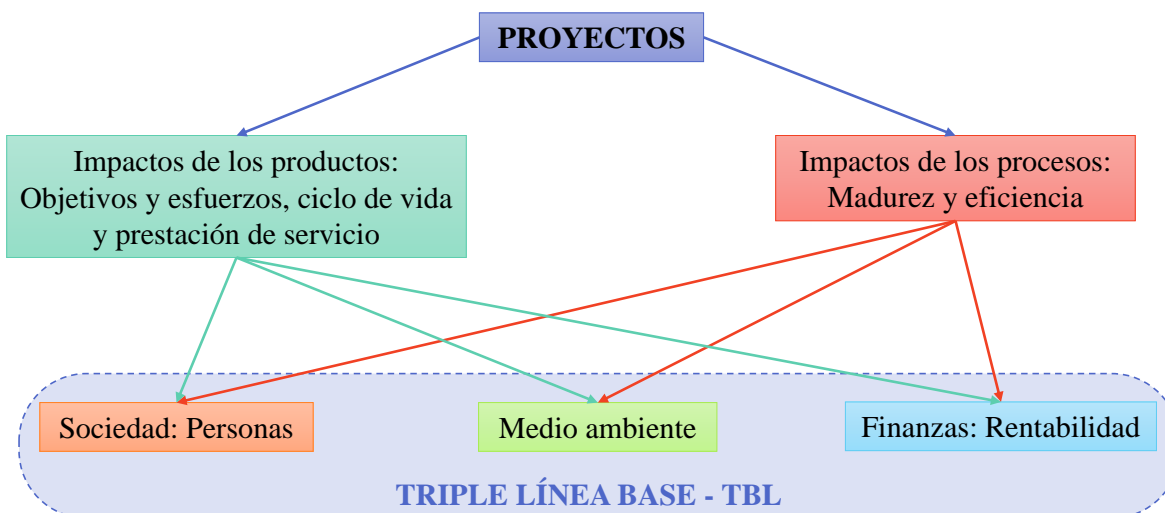 PROYECTOS
Impactos de los productos:
Objetivos y esfuerzos, ciclo de vida
y prestación de servicio
Impactos de los procesos:
Madurez y eficiencia
Sociedad: Personas
Medio ambiente
Finanzas: Rentabilidad
TRIPLE LÍNEA BASE - TBL